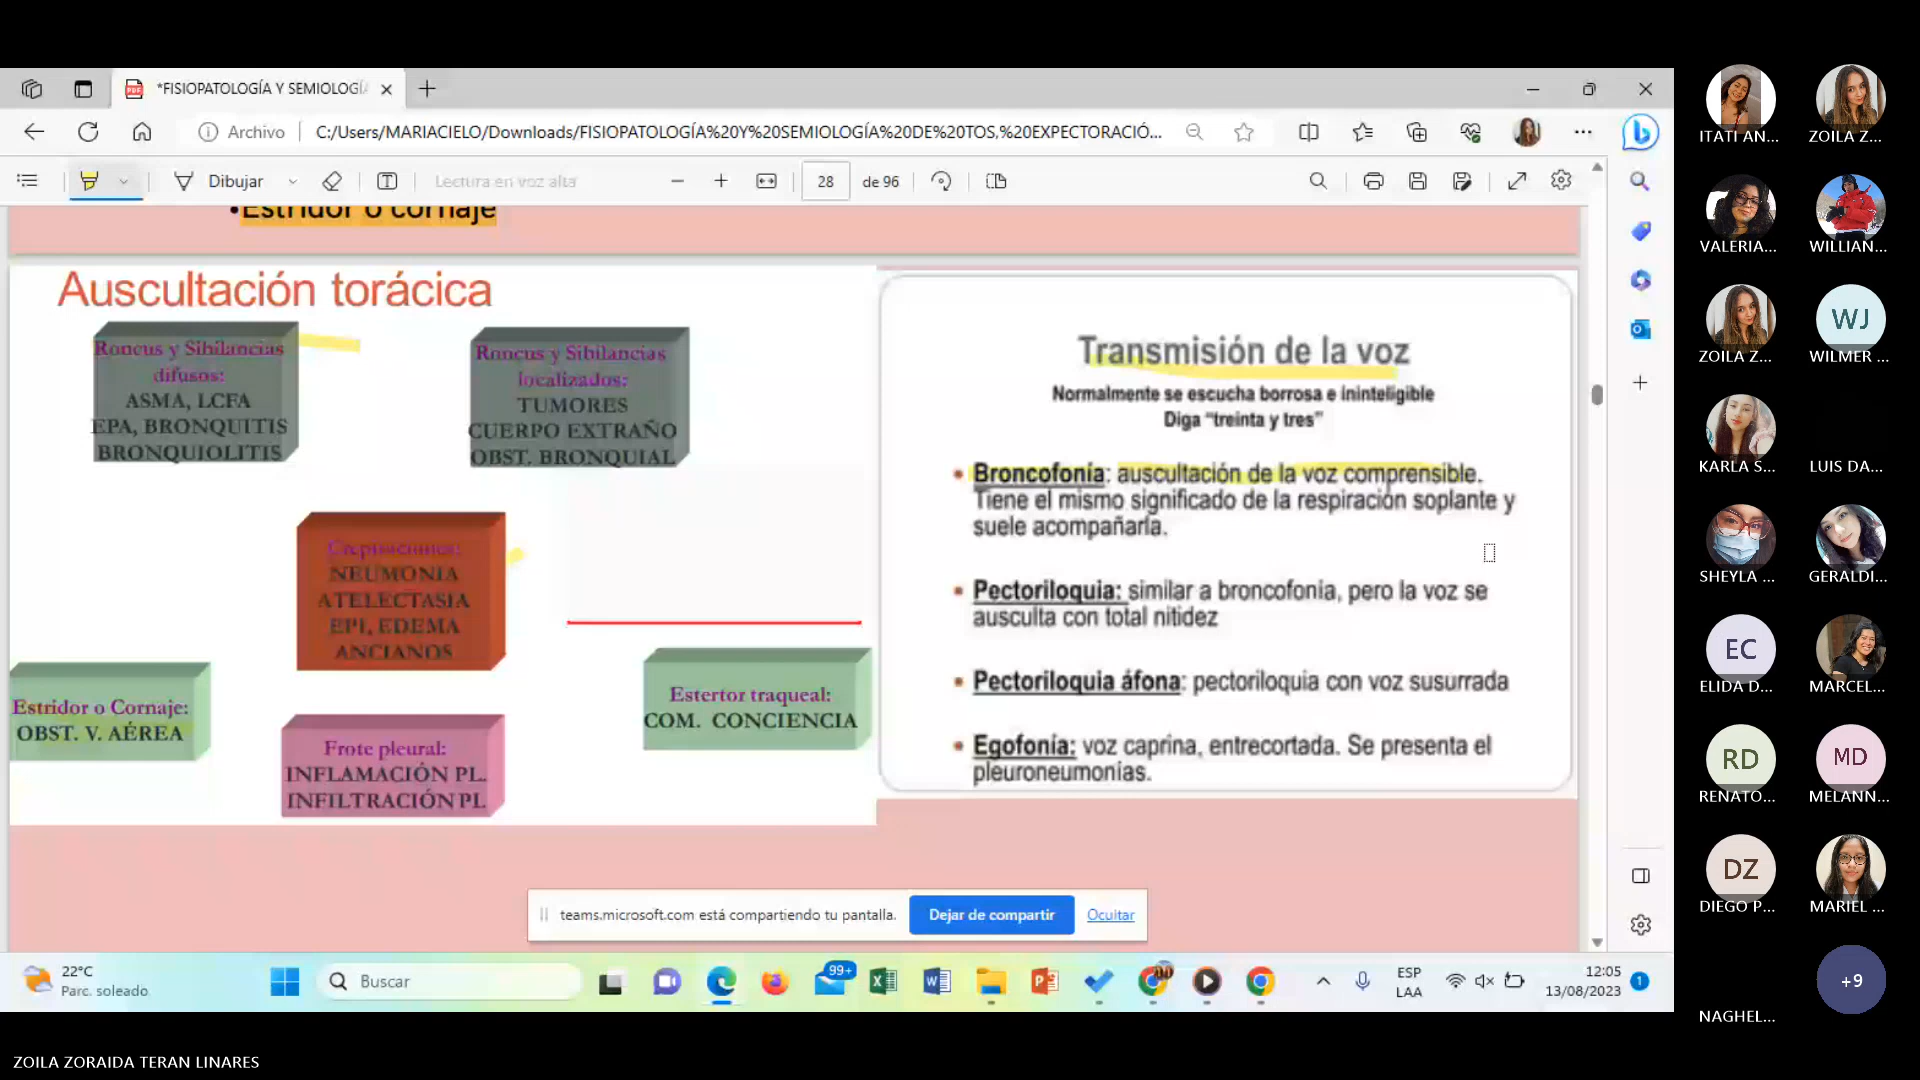 *FISIOPATOLOGÍA Y SEMIOLOGÍA
Archivo
C:/Users/MARIACIELO/Downloads/FISIOPATOLOGÍA%20Y%20SEMIOLOGÍA%20DE%20TOS,%20EXPECTORACIÓ...
Dibujar
Lectura en voz alta
28
de 96
•Estridor o cornaje
Auscultación torácica
Roncus y Sibilancias
difusos:
ASMA, LCFA
EPA, BRONQUITIS
BRONQUIOLITIS
Roncus y Sibilancias
localizados:
TUMORES
CUERPO EXTRAÑO
OBST. BRONQUIAL
Crepitaciones:
NEUMONIA
ATELECTASIA
EPI, EDEMA
ANCIANOS
Estridor o Cornaje:
OBST. V. AÉREA
Frote pleural:
INFLAMACIÓN PL.
INFILTRACIÓN PL
Estertor traqueal:
COM. CONCIENCIA
Transmisión de la voz
Normalmente se escucha borrosa e ininteligible
Diga “treinta y tres”
• Broncofonía: auscultación de la voz comprensible.
Tiene el mismo significado de la respiración soplante y
suele acompañarla.
• Pectoriloquia: similar a broncofonía, pero la voz se
ausculta con total nitidez
• Pectoriloquia áfona: pectoriloquia con voz susurrada
• Egofonía: voz caprina, entrecortada. Se presenta el
pleuroneumonias.
teams.microsoft.com está compartiendo tu pantalla.
Dejar de compartir
Ocultar
22°C
Parc. soleado
Buscar
99+
ESP
LAA
12:05
13/08/2023
1
ITATI AN...
ZOILA Z...
VALERIA...
WILLIAN...
ZOILA Z...
WJ
WILMER ...
KARLA S...
LUIS DA...
SHEYLA ...
GERALDI...
EC
ELIDA D...
MARCEL...
RD
RENATO...
MD
MELANN...
DZ
DIEGO P...
MARIEL ...
NAGHEL...
+9
ZOILA ZORAIDA TERAN LINARES